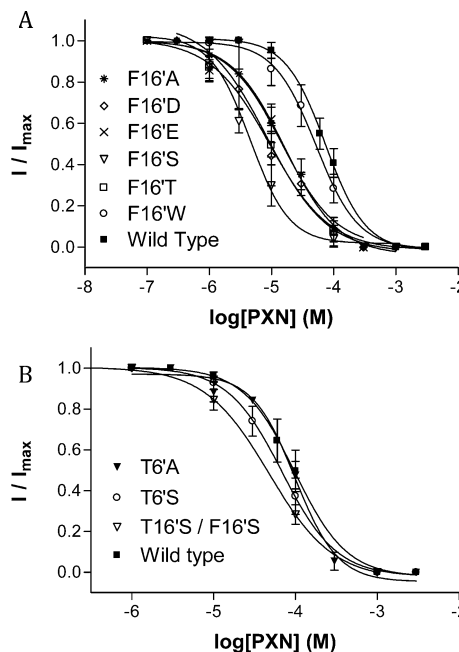 A
I / Imax
1.0
0.8
0.6
0.4
0.2
0.0
F16'A
F16'D
F16'E
F16'S
F16'T
F16'W
Wild Type
-8 -7 -6 -5 -4 -3 -2
log[PXN] (M)
B
I / Imax
1.0
0.8
0.6
0.4
0.2
0.0
T6'A
T6'S
T16'S / F16'S
Wild type
-6 -5 -4 -3 -2
log[PXN] (M)